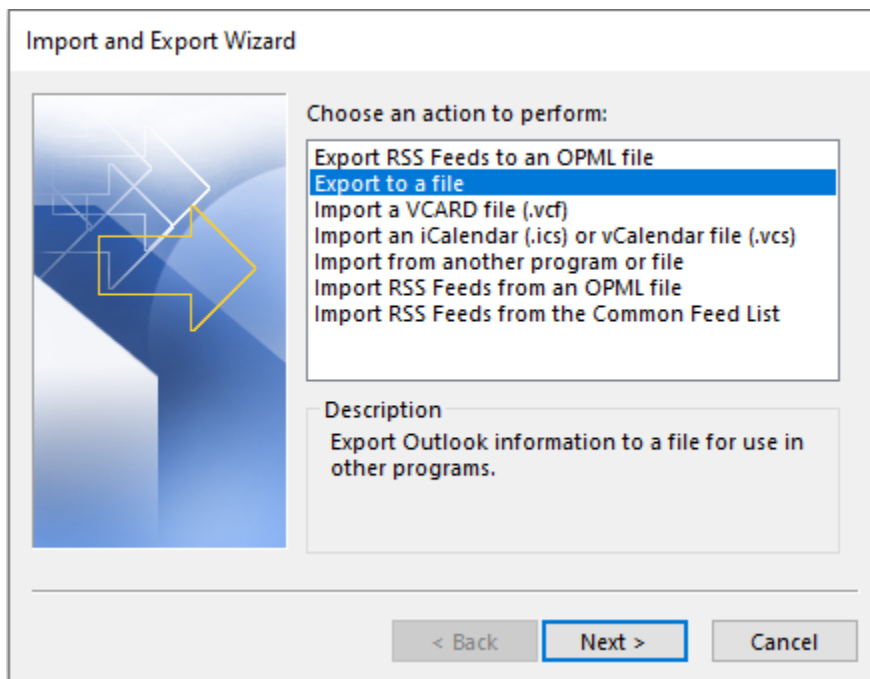 Import and Export Wizard
Choose an action to perform:
Export RSS Feeds to an OPML file
Export to a file
Import a VCARD file (.vcf)
Import an iCalendar (.ics) or vCalendar file (.vcs)
Import from another program or file
Import RSS Feeds from an OPML file
Import RSS Feeds from the Common Feed List
Description
Export Outlook information to a file for use in
other programs.
< Back
Next >
Cancel